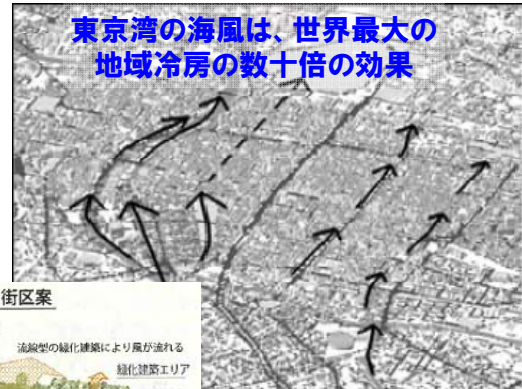 東京湾の海風は、世界最大の
地域冷房の数十倍の効果
街区案
流線型の緑化建築により風が流れる
緑化建築エリア